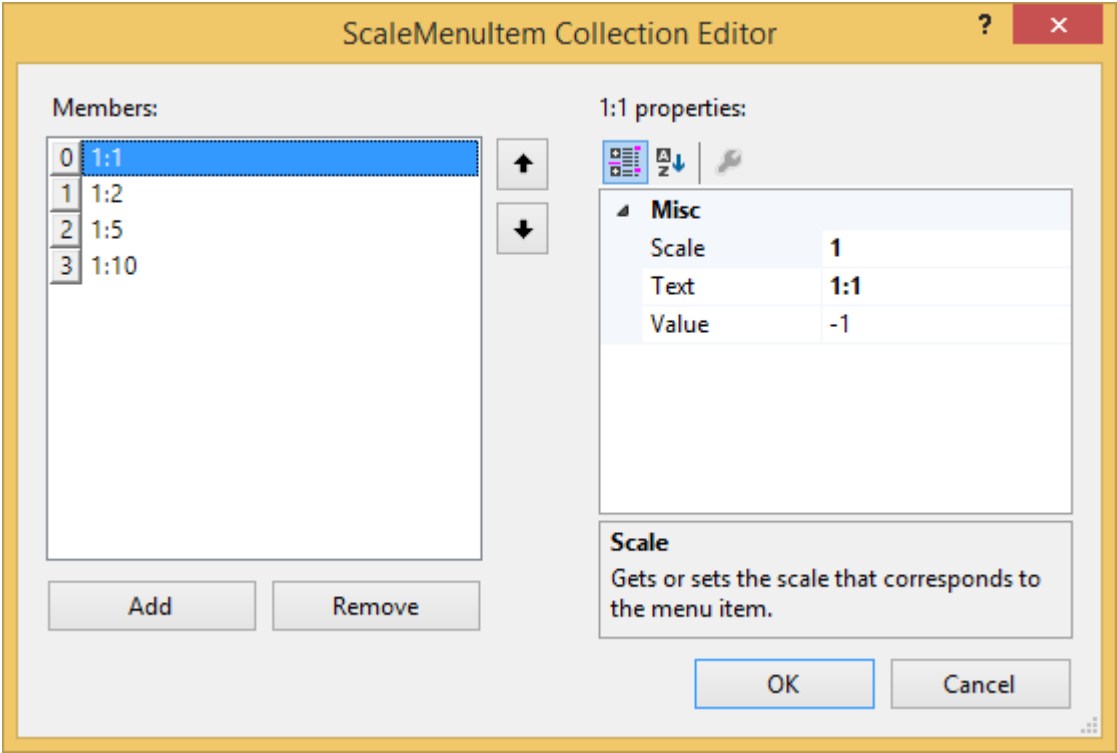 ScaleMenuItem Collection Editor
?
Members:
0 1:1
1 1:2
2 1:5
3 1:10
Add
Remove
1:1 properties:
A
Z
Misc
Scale 1
Text 1:1
Value -1
Scale
Gets or sets the scale that corresponds to
the menu item.
OK
Cancel